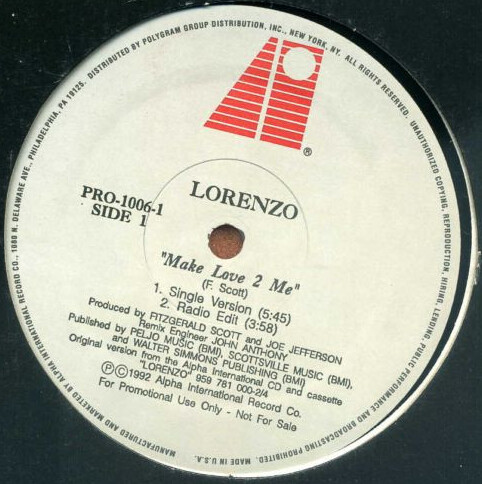 MANUFACTURED AND MARKETED BY ALPHA INTERNATIONAL RECORD CO., 1080 N. DELAWARE AVE., PHILADELPHIA, PA 19125. DISTRIBUTED BY POLYGRAM GROUP DISTRIBUTION, INC., NEW YORK, NY. ALL RIGHTS RESERVED. UNAUTHORIZED COPYING, REPRODUCTION, HIRING, LENDING, PUBLIC PERFORMANCE AND BROADCASTING PROHIBITED. MADE IN U.S.A.
®
PRO-1006-1
SIDE 1
LORENZO
"Make Love 2 Me"
(F. Scott)
1. Single Version (5:45)
2. Radio Edit (3:58)
Produced by FITZGERALD SCOTT and JOE JEFFERSON
Remix Engineer JOHN ANTHONY
Published by PELJO MUSIC (BMI), SCOTTSVILLE MUSIC (BMI),
and WALTER SIMMONS PUBLISHING (BMI)
Original version from the Alpha International CD and cassette
"LORENZO" 959 781 000-2/4
℗©1992 Alpha International Record Co.
For Promotional Use Only - Not For Sale